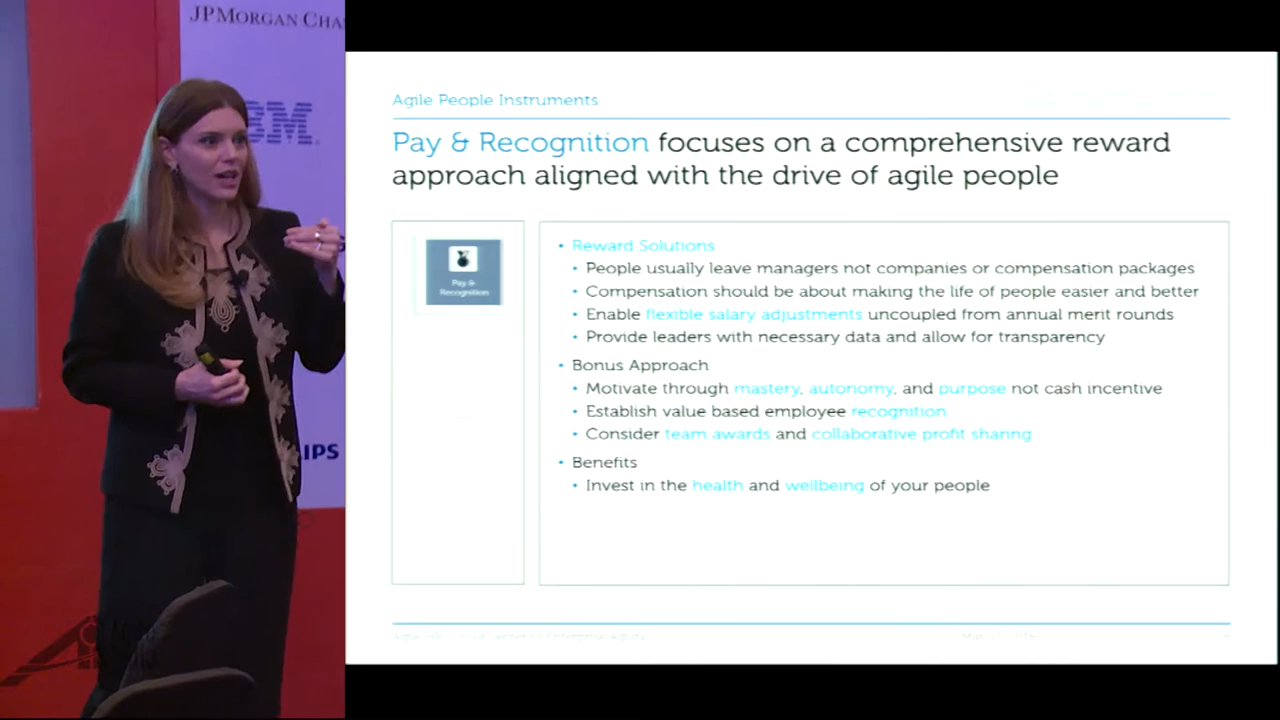 JPMORGAN CHA
IBM
IPS
Agile People Instruments
Pay & Recognition focuses on a comprehensive reward
approach aligned with the drive of agile people
Pay &
Recognition
• Reward Solutions
• People usually leave managers not companies or compensation packages
• Compensation should be about making the life of people easier and better
• Enable flexible salary adjustments uncoupled from annual merit rounds
• Provide leaders with necessary data and allow for transparency
• Bonus Approach
• Motivate through mastery, autonomy, and purpose not cash incentive
• Establish value based employee recognition
• Consider team awards and collaborative profit sharing
• Benefits
• Invest in the health and wellbeing of your people